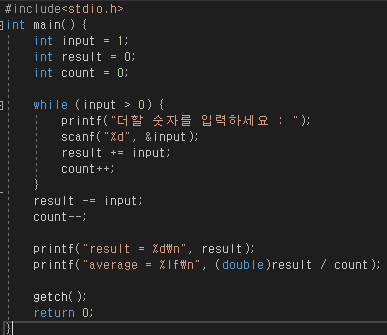 #include<stdio.h>
int main() {
int input = 1;
int result = 0;
int count = 0;
while (input > 0) {
printf("더할 숫자를 입력하세요 : ");
scanf("%d", &input);
result += input;
count++;
}
result -= input;
count--;
printf("result = %d₩n", result);
printf("average = %lf₩n", (double)result / count);
getch();
return 0;
}